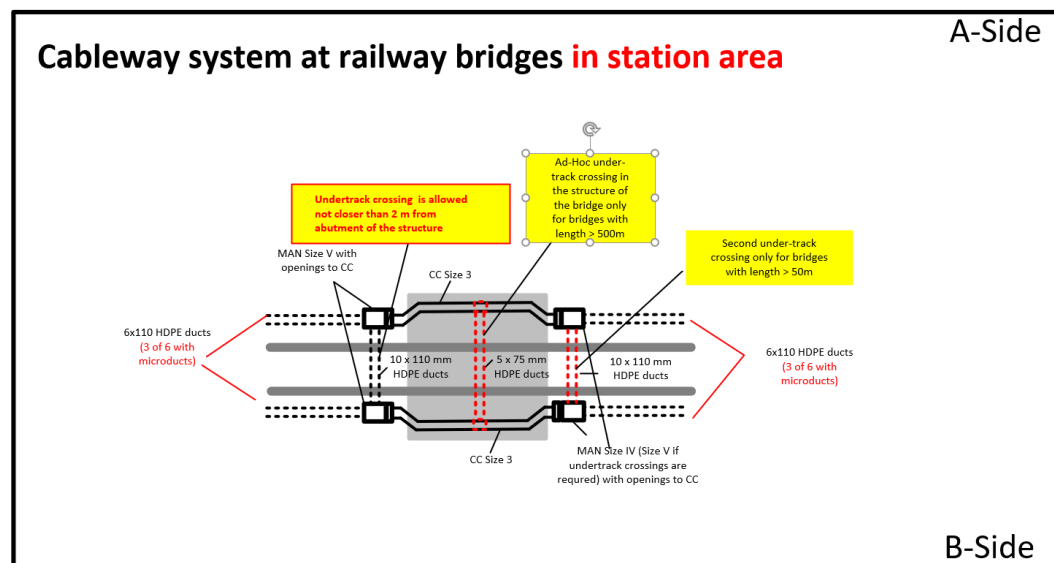 A-Side
Cableway system at railway bridges in station area
Ad-Hoc under-
track crossing in
the structure of
the bridge only
for bridges with
length > 500m
Undertrack crossing  is allowed
not closer than 2 m from
abutment of the structure
Second under-track
crossing only for bridges
with length > 50m
MAN Size V with
openings to CC
CC Size 3
6x110 HDPE ducts
(3 of 6 with
microducts)
10 x 110 mm
HDPE ducts
5 x 75 mm
HDPE ducts
10 x 110 mm
HDPE ducts
6x110 HDPE ducts
(3 of 6 with
microducts)
CC Size 3
MAN Size IV (Size V if
undertrack crossings are
requred) with openings to CC
B-Side